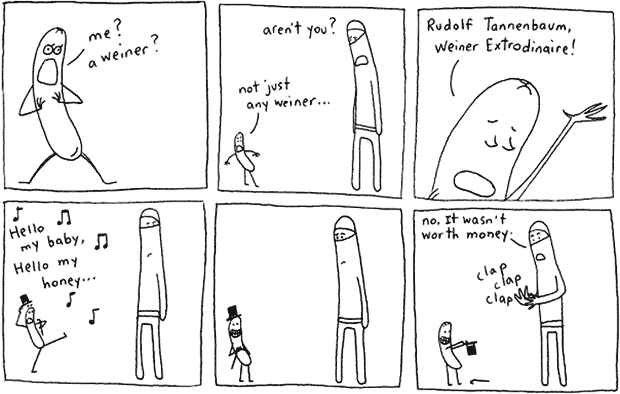 me?
a weiner?
aren't you?
not just
any weiner...
Rudolf Tannenbaum,
Weiner Extrodinaire!
Hello
my baby,
Hello my
honey...
no. It wasn't
worth money.
clap
clap
clap